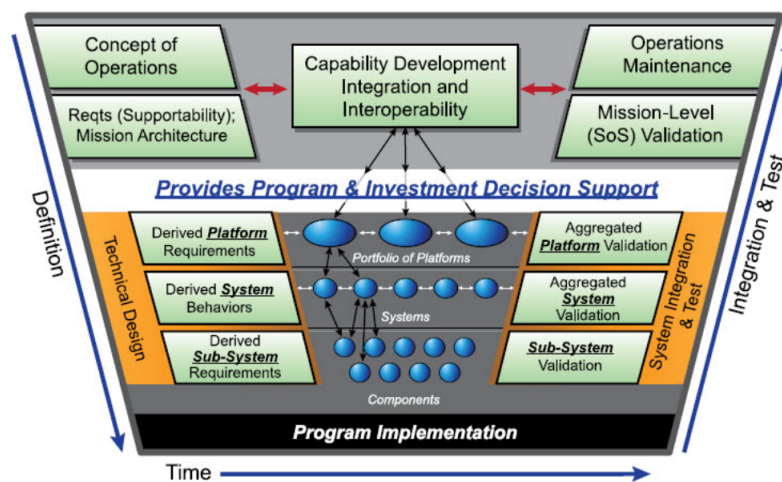 Concept of
Operations
Capability Development
Integration and
Interoperability
Operations
Maintenance
Reqts (Supportability);
Mission Architecture
Mission-Level
(SoS) Validation
Definition
Integration & Test
Provides Program & Investment Decision Support
Technical Design
System Integration
& Test
Derived Platform
Requirements
Portfolio of Platforms
Aggregated
Platform Validation
Derived System
Behaviors
Systems
Aggregated
System
Validation
Derived
Sub-System
Requirements
Components
Sub-System
Validation
Program Implementation
Time